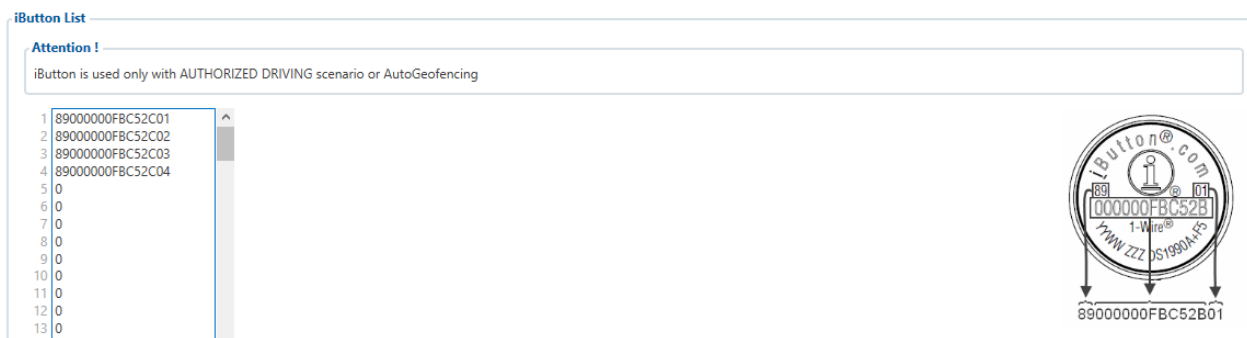 iButton List
Attention !
iButton is used only with AUTHORIZED DRIVING scenario or AutoGeofencing
1 89000000FBC52C01
2 89000000FBC52C02
3 89000000FBC52C03
4 89000000FBC52C04
5 0
6 0
7 0
8 0
9 0
10 0
11 0
12 0
13 0
iButton®.com
i
®
89 01
000000FBC52B
1-Wire®
YYWW ZZZ DS1990A+F5
89000000FBC52B01